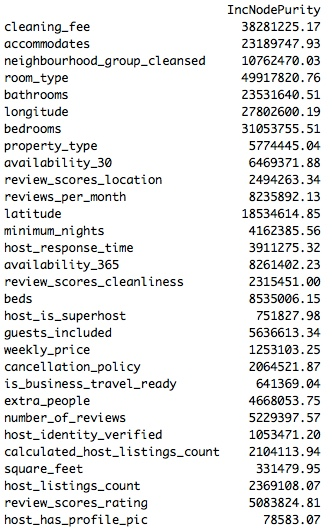 IncNodePurity
cleaning_fee 38281225.17
accommodates 23189747.93
neighbourhood_group_cleansed 10762470.03
room_type 49917820.76
bathrooms 23531640.51
longitude 27802600.19
bedrooms 31053755.51
property_type 5774445.04
availability_30 6469371.88
review_scores_location 2494263.34
reviews_per_month 8235892.13
latitude 18534614.85
minimum_nights 4162385.56
host_response_time 3911275.32
availability_365 8261402.23
review_scores_cleanliness 2315451.00
beds 8535006.15
host_is_superhost 751827.98
guests_included 5636613.34
weekly_price 1253103.25
cancellation_policy 2064521.87
is_business_travel_ready 641369.04
extra_people 4668053.75
number_of_reviews 5229397.57
host_identity_verified 1053471.20
calculated_host_listings_count 2104113.94
square_feet 331479.95
host_listings_count 2369108.07
review_scores_rating 5083824.81
host_has_profile_pic 78583.07